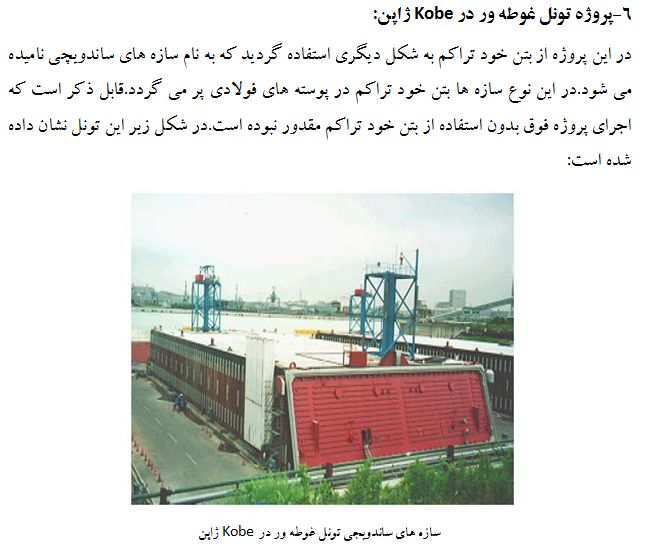 ۶-پروژه تونل غوطه ور در Kobe ژاپن:
در این پروژه از بتن خود تراکم به شکل دیگری استفاده گردید که به نام سازه های ساندویچی نامیده
می شود.در این نوع سازه ها بتن خود تراکم در پوسته های فولادی پر می گردد.قابل ذکر است که
اجرای پروژه فوق بدون استفاده از بتن خود تراکم مقدور نبوده است.در شکل زیر این تونل نشان داده
شده است:
سازه های ساندویچی تونل غوطه ور در Kobe ژاپن